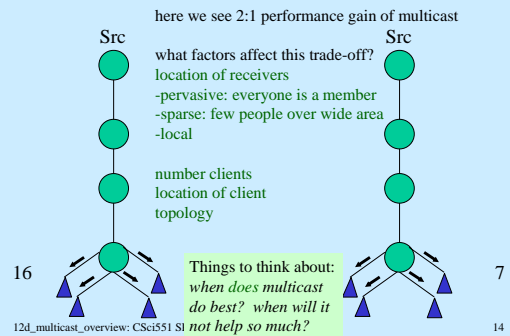 here we see 2:1 performance gain of multicast
Src
Src
what factors affect this trade-off?
location of receivers
-pervasive: everyone is a member
-sparse: few people over wide area
-local
number clients
location of client
topology
16
7
Things to think about:
when does multicast
do best? when will it
not help so much?
12d_multicast_overview: CSci551 Sl
14